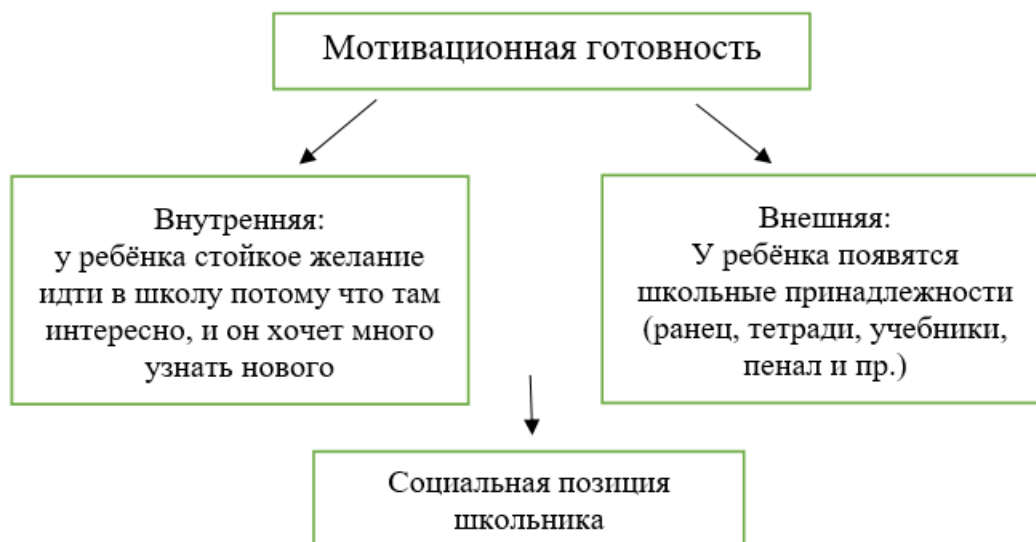 Мотивационная готовность
Внутренняя:
у ребёнка стойкое желание
идти в школу потому что там
интересно, и он хочет много
узнать нового
Внешняя:
У ребёнка появятся
школьные принадлежности
(ранец, тетради, учебники,
пенал и пр.)
Социальная позиция
школьника